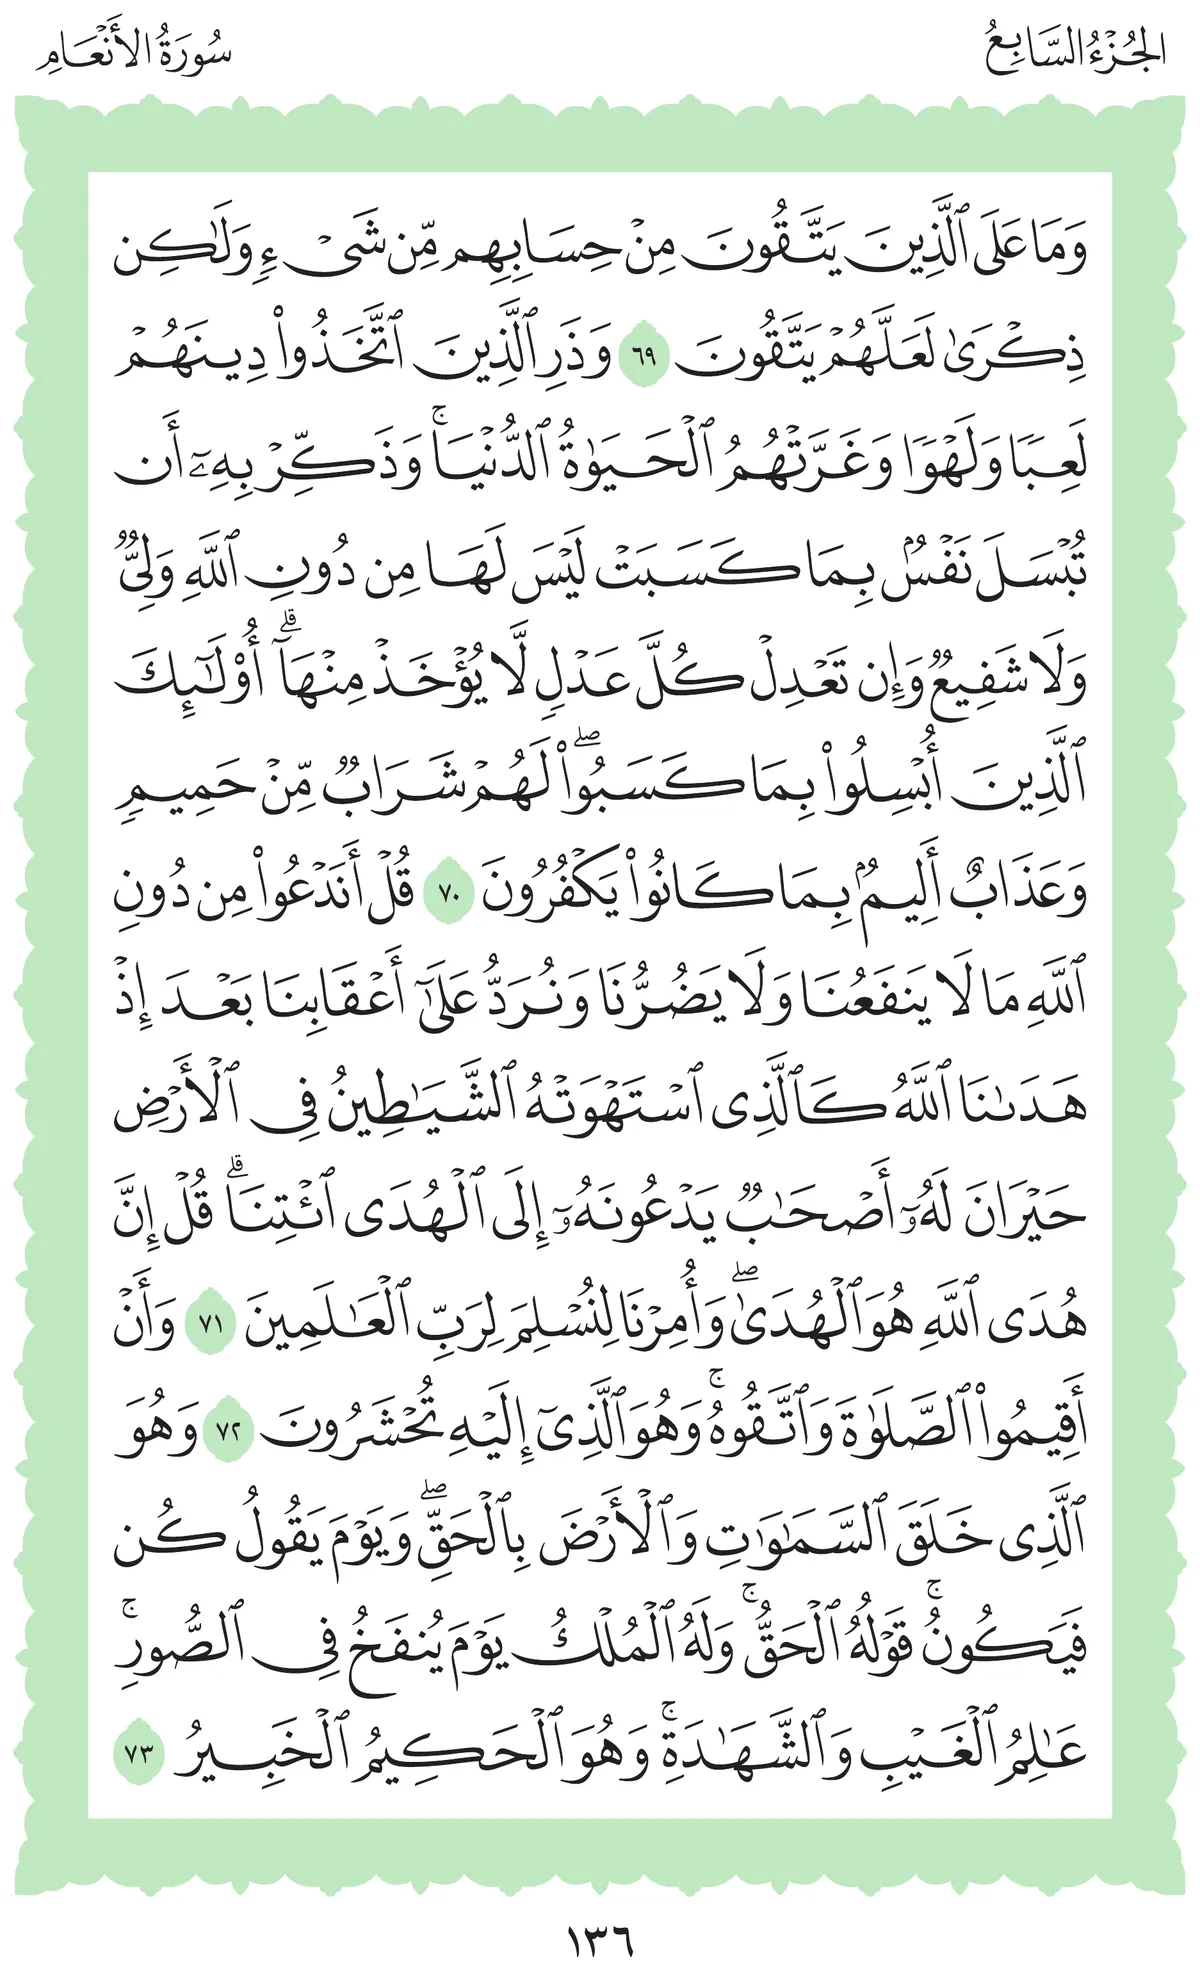 الجُزْءُ السَّابِعُ
سُورَةُ الأَنْعَامِ
وَمَا عَلَى ٱلَّذِينَ يَتَّقُونَ مِنْ حِسَابِهِم مِّن شَىْءٍ وَلَٰكِن
ذِكْرَىٰ لَعَلَّهُمْ يَتَّقُونَ ٦٩ وَذَرِ ٱلَّذِينَ ٱتَّخَذُوا۟ دِينَهُمْ
لَعِبًا وَلَهْوًا وَغَرَّتْهُمُ ٱلْحَيَوٰةُ ٱلدُّنْيَا ۚ وَذَكِّرْ بِهِۦٓ أَن
تُبْسَلَ نَفْسٌۢ بِمَا كَسَبَتْ لَيْسَ لَهَا مِن دُونِ ٱللَّهِ وَلِىٌّ
وَلَا شَفِيعٌ وَإِن تَعْدِلْ كُلَّ عَدْلٍ لَّا يُؤْخَذْ مِنْهَآ ۗ أُو۟لَٰٓئِكَ
ٱلَّذِينَ أُبْسِلُوا۟ بِمَا كَسَبُوا۟ ۖ لَهُمْ شَرَابٌ مِّنْ حَمِيمٍ
وَعَذَابٌ أَلِيمٌۢ بِمَا كَانُوا۟ يَكْفُرُونَ ٧٠ قُلْ أَنَدْعُوا۟ مِن دُونِ
ٱللَّهِ مَا لَا يَنفَعُنَا وَلَا يَضُرُّنَا وَنُرَدُّ عَلَىٰٓ أَعْقَابِنَا بَعْدَ إِذْ
هَدَىٰنَا ٱللَّهُ كَٱلَّذِى ٱسْتَهْوَتْهُ ٱلشَّيَٰطِينُ فِى ٱلْأَرْضِ
حَيْرَانَ لَهُۥٓ أَصْحَٰبٌ يَدْعُونَهُۥٓ إِلَى ٱلْهُدَى ٱئْتِنَا ۗ قُلْ إِنَّ
هُدَى ٱللَّهِ هُوَ ٱلْهُدَىٰ ۖ وَأُمِرْنَا لِنُسْلِمَ لِرَبِّ ٱلْعَٰلَمِينَ ٧١ وَأَنْ
أَقِيمُوا۟ ٱلصَّلَوٰةَ وَٱتَّقُوهُ ۚ وَهُوَ ٱلَّذِىٓ إِلَيْهِ تُحْشَرُونَ ٧٢ وَهُوَ
ٱلَّذِى خَلَقَ ٱلسَّمَٰوَٰتِ وَٱلْأَرْضَ بِٱلْحَقِّ ۖ وَيَوْمَ يَقُولُ كُن
فَيَكُونُ ۚ قَوْلُهُ ٱلْحَقُّ ۚ وَلَهُ ٱلْمُلْكُ يَوْمَ يُنفَخُ فِى ٱلصُّورِ ۚ
عَٰلِمُ ٱلْغَيْبِ وَٱلشَّهَٰدَةِ ۚ وَهُوَ ٱلْحَكِيمُ ٱلْخَبِيرُ ٧٣
١٣٦